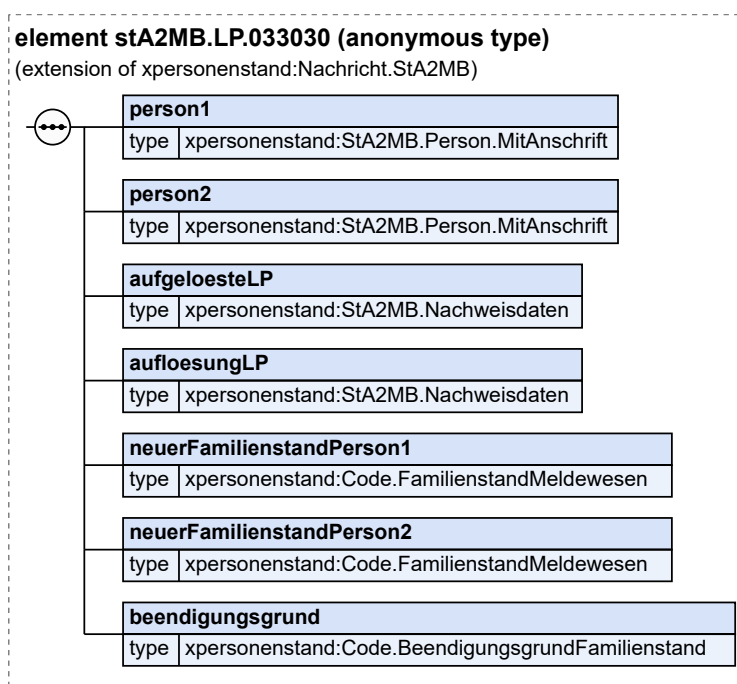 element stA2MB.LP.033030 (anonymous type)
(extension of xpersonenstand:Nachricht.StA2MB)
person1
type xpersonenstand:StA2MB.Person.MitAnschrift
person2
type xpersonenstand:StA2MB.Person.MitAnschrift
aufgeloesteLP
type xpersonenstand:StA2MB.Nachweisdaten
aufloesungLP
type xpersonenstand:StA2MB.Nachweisdaten
neuerFamilienstandPerson1
type xpersonenstand:Code.FamilienstandMeldewesen
neuerFamilienstandPerson2
type xpersonenstand:Code.FamilienstandMeldewesen
beendigungsgrund
type xpersonenstand:Code.BeendigungsgrundFamilienstand